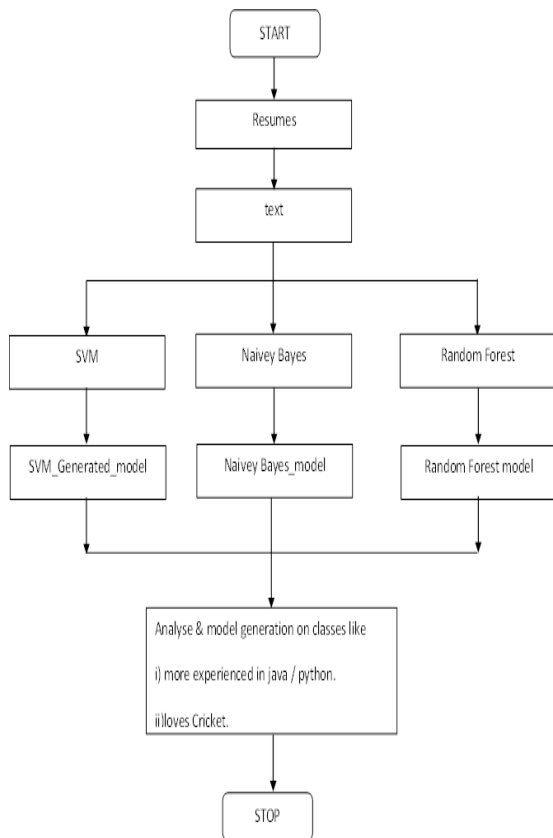 START
Resumes
text
SVM
Naivey Bayes
Random Forest
SVM_Generated_model
Naivey Bayes_model
Random Forest model
Analyse & model generation on classes like
i) more experienced in java / python.
ii)loves Cricket.
STOP